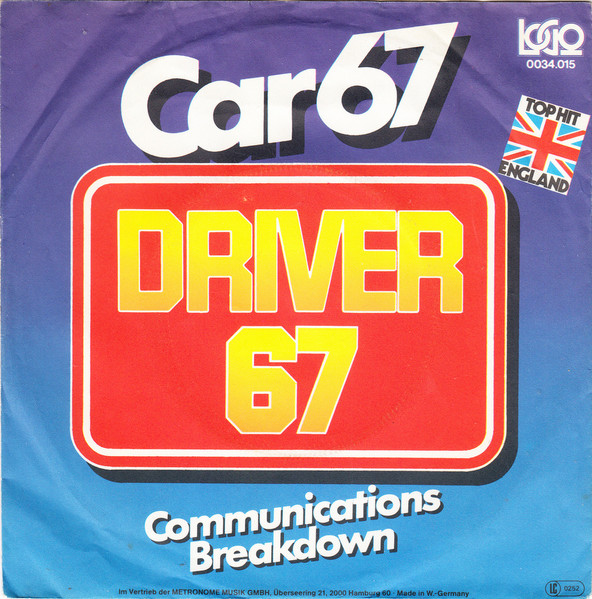 Car 67
LOGO
0034.015
TOP HIT
ENGLAND
DRIVER
67
Communications
Breakdown
Im Vertrieb der METRONOME MUSIK GMBH, Überseering 21, 2000 Hamburg 60 · Made in W.-Germany
LC 0252